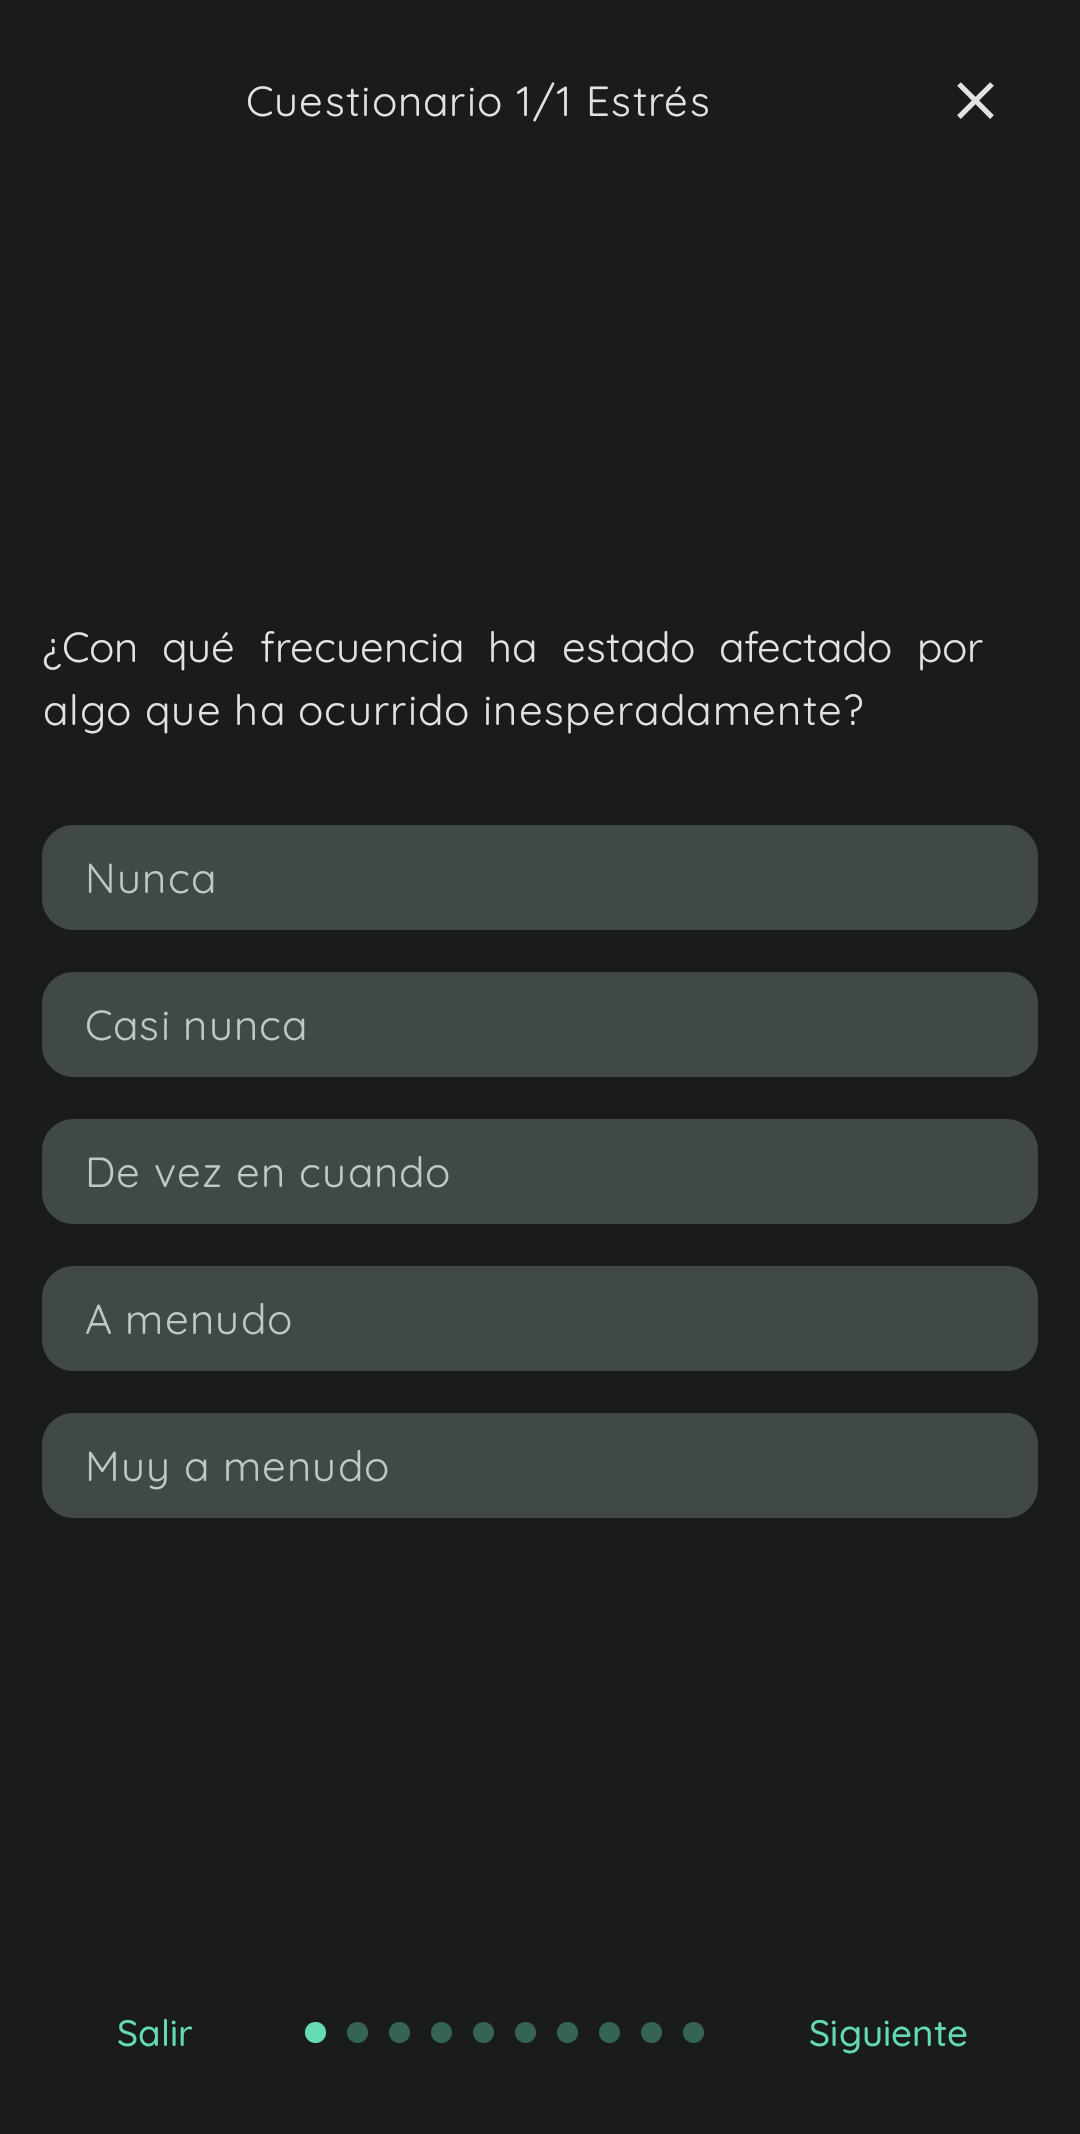 Cuestionario 1/1 Estrés
¿Con qué frecuencia ha estado afectado por
algo que ha ocurrido inesperadamente?
Nunca
Casi nunca
De vez en cuando
A menudo
Muy a menudo
Salir
Siguiente